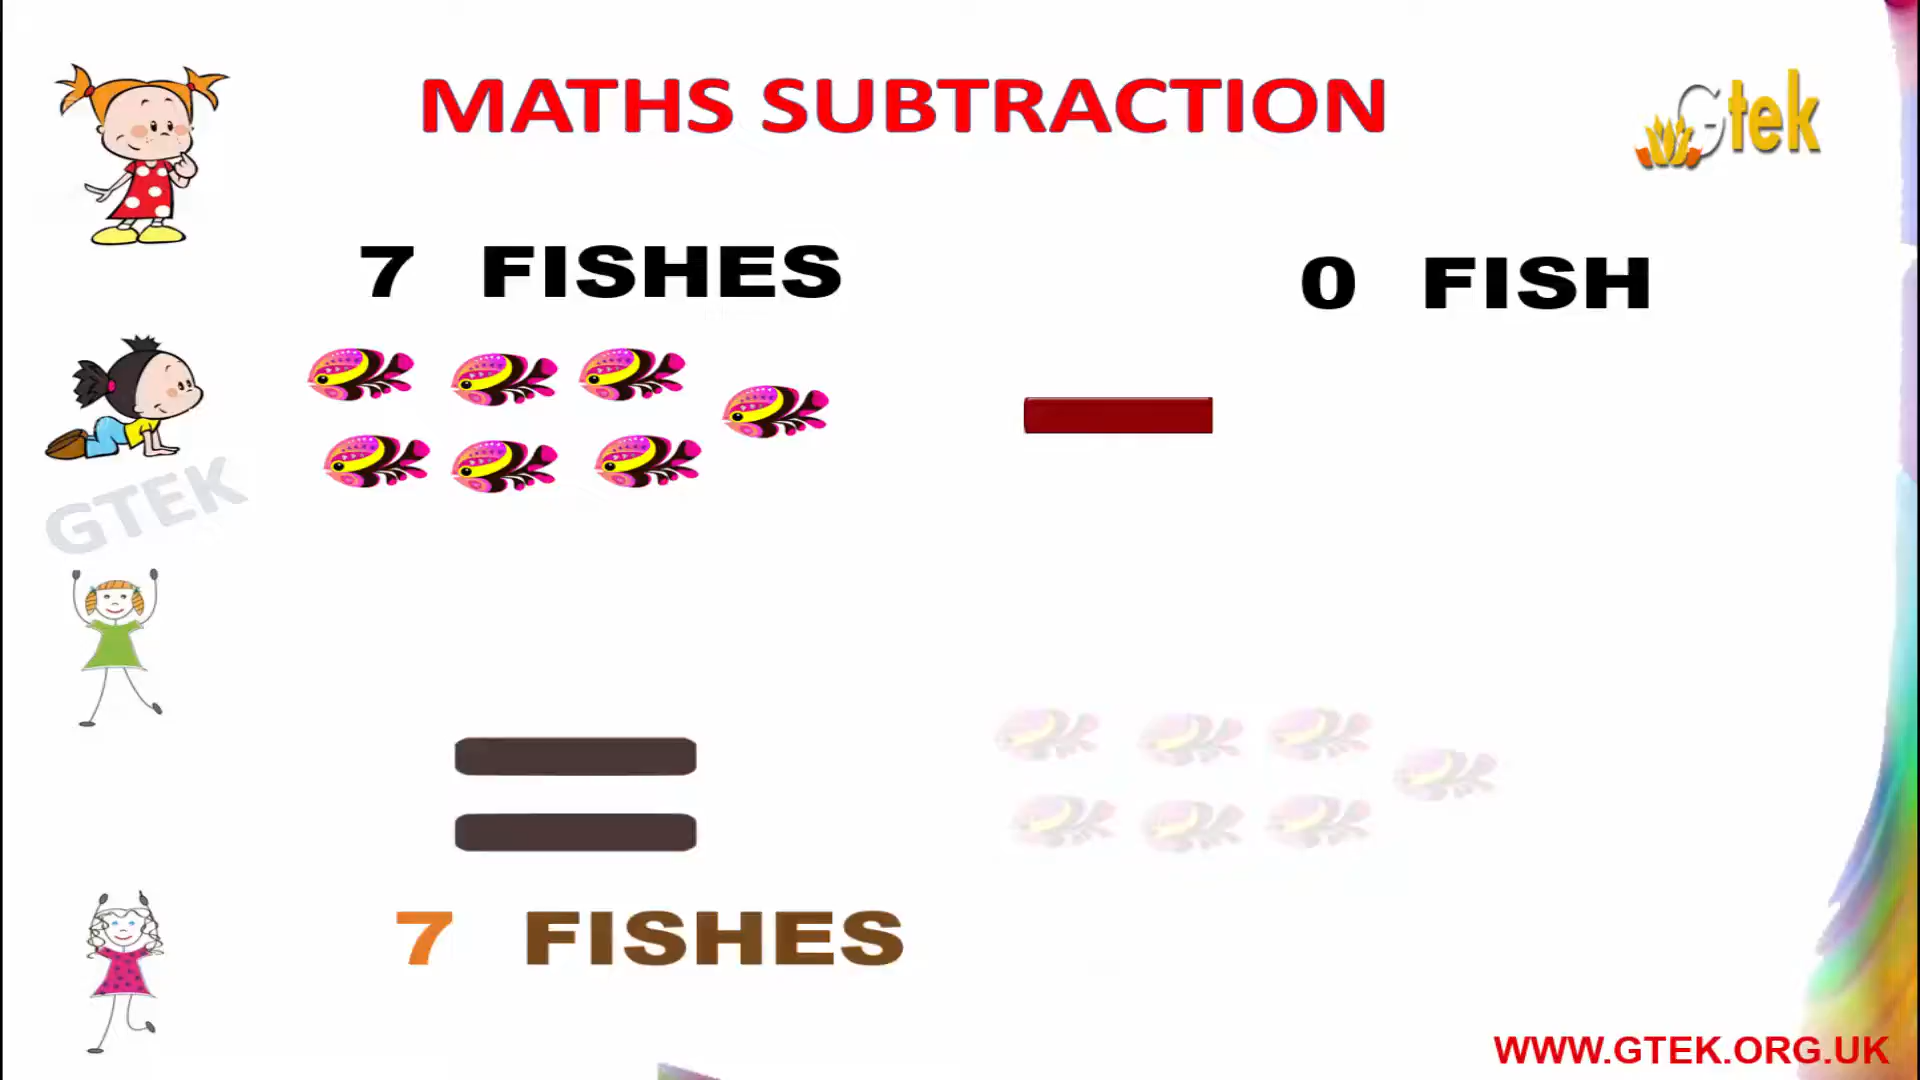 MATHS SUBTRACTION
Gtek
7 FISHES
0 FISH
GTEK
7 FISHES
WWW.GTEK.ORG.UK